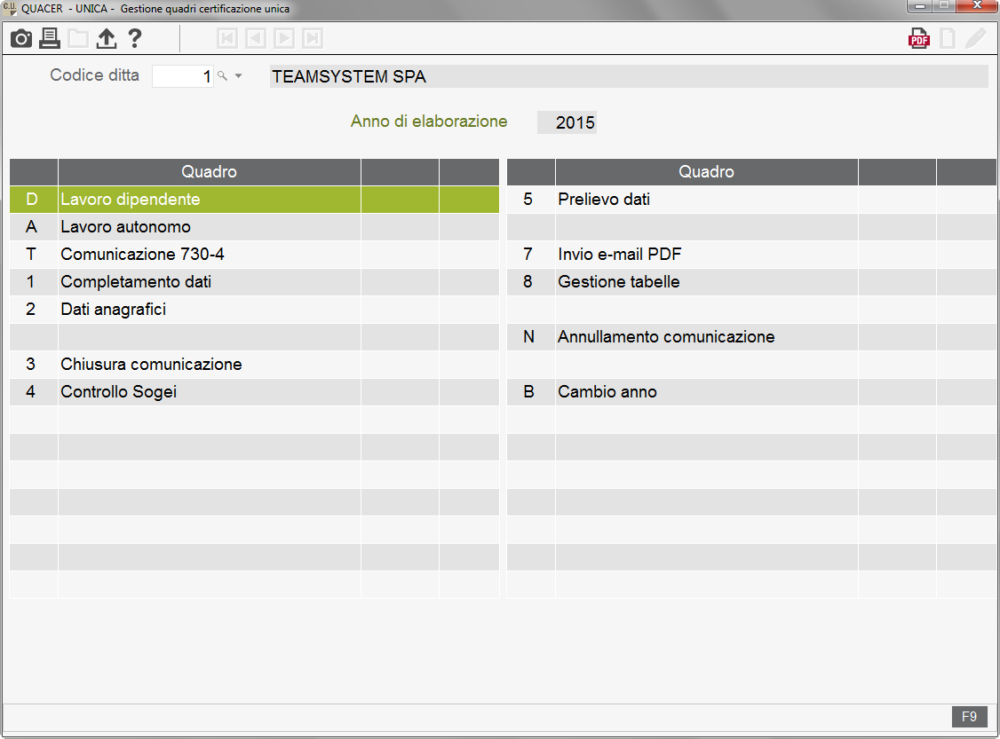 C.U. QUACER - UNICA - Gestione quadri certificazione unica
? PDF
Codice ditta 1 TEAMSYSTEM SPA
Anno di elaborazione 2015
Quadro
D Lavoro dipendente
A Lavoro autonomo
T Comunicazione 730-4
1 Completamento dati
2 Dati anagrafici
3 Chiusura comunicazione
4 Controllo Sogei
Quadro
5 Prelievo dati
7 Invio e-mail PDF
8 Gestione tabelle
N Annullamento comunicazione
B Cambio anno
F9